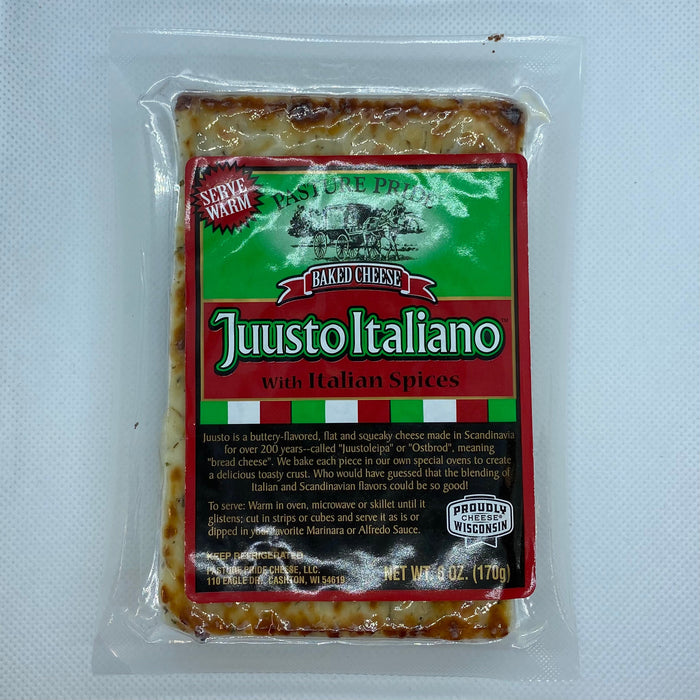 SERVE
WARM
PASTURE PRIDE
BAKED CHEESE
Juusto Italiano™
With Italian Spices
Juusto is a buttery-flavored, flat and squeaky cheese made in Scandinavia
for over 200 years--called "Juustoleipa" or "Ostbrod", meaning
"bread cheese". We bake each piece in our own special ovens to create
a delicious toasty crust. Who would have guessed that the blending of
Italian and Scandinavian flavors could be so good!
To serve: Warm in oven, microwave or skillet until it
glistens; cut in strips or cubes and serve it as is or
dipped in your favorite Marinara or Alfredo Sauce.
PROUDLY
CHEESE®
WISCONSIN
KEEP REFRIGERATED
PASTURE PRIDE CHEESE, LLC.
110 EAGLE DR., CASHTON, WI 54619
NET WT. 6 OZ. (170g)